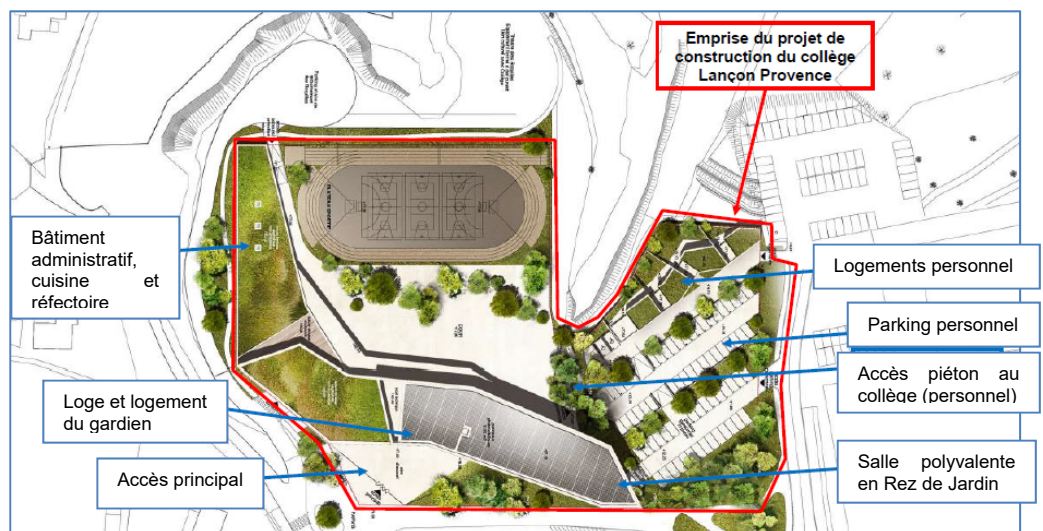 Emprise du projet de
construction du collège
Lançon Provence
Bâtiment
administratif,
cuisine et
réfectoire
Logements personnel
Parking personnel
Accès piéton au
collège (personnel)
Loge et logement
du gardien
Accès principal
Salle polyvalente
en Rez de Jardin